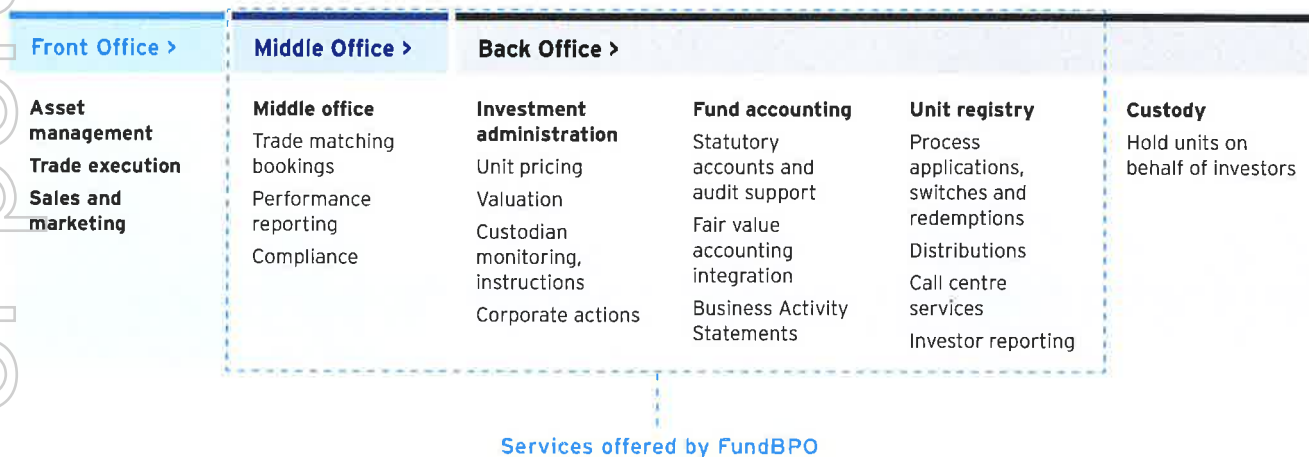 Front Office >
Middle Office >
Back Office >
Asset
management
Trade execution
Sales and
marketing
Middle office
Trade matching
bookings
Performance
reporting
Compliance
Investment
administration
Unit pricing
Valuation
Custodian
monitoring,
instructions
Corporate actions
Fund accounting
Statutory
accounts and
audit support
Fair value
accounting
integration
Business Activity
Statements
Unit registry
Process
applications,
switches and
redemptions
Distributions
Call centre
services
Investor reporting
Custody
Hold units on
behalf of investors
Services offered by FundBPO